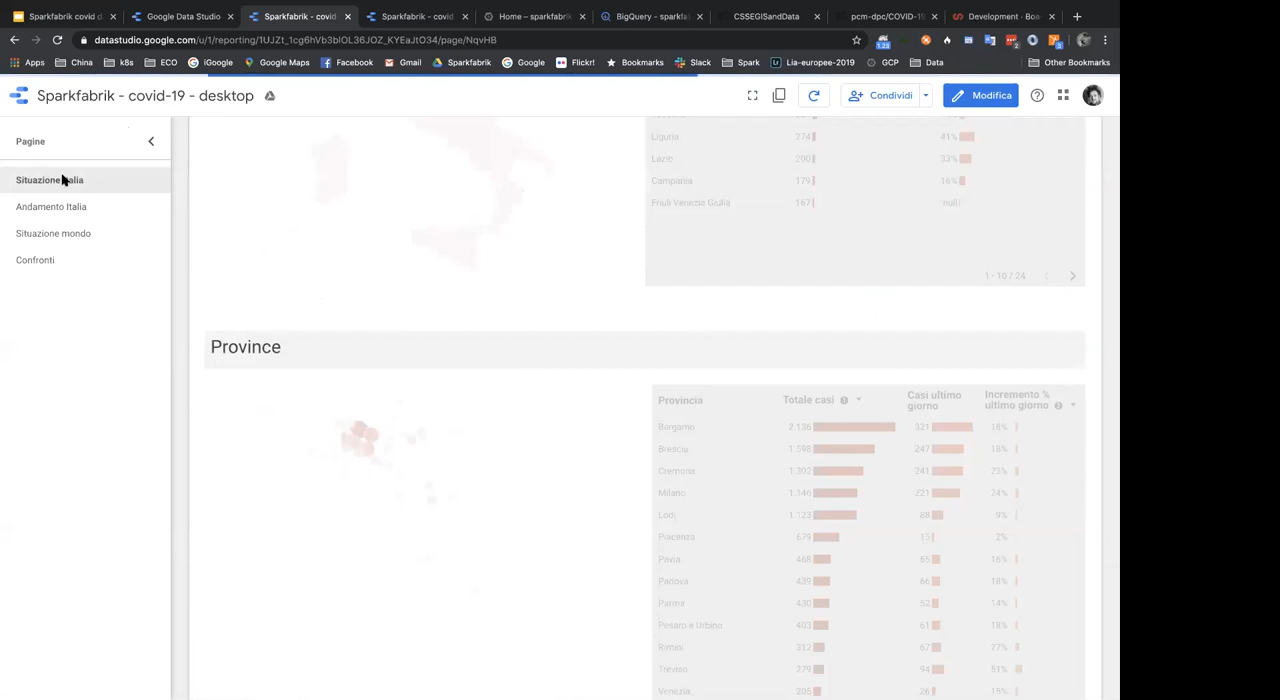 Sparkfabrik covid d
Google Data Studio
Sparkfabrik - covid
Sparkfabrik - covid
Home – sparkfabrik
BigQuery - sparkfa
CSSEGISandData
pcm-dpc/COVID-19
Development - Boa
datastudio.google.com/u/1/reporting/1UJZt_1cg6hVb3blOL36JOZ_KYEaJtO34/page/NqvHB
1.23
2
3
Apps China k8s ECO iGoogle Google Maps Facebook Gmail Sparkfabrik Google Flickr! Bookmarks Slack Spark Lia-europee-2019 GCP Data Other Bookmarks
Sparkfabrik - covid-19 - desktop
Condividi
Modifica
Pagine
Situazione Italia
Andamento Italia
Situazione mondo
Confronti
Liguria 274 41%
Lazio 200 33%
Campania 179 16%
Friuli Venezia Giulia 167 null
1 - 10 / 24
Province
Provincia Totale casi Casi ultimo giorno Incremento % ultimo giorno
Bergamo 2.136 321 18%
Brescia 1.598 247 18%
Cremona 1.302 241 23%
Milano 1.146 221 24%
Lodi 1.123 88 9%
Piacenza 679 15 2%
Pavia 468 65 16%
Padova 439 66 18%
Parma 430 52 14%
Pesaro e Urbino 403 61 18%
Rimini 312 67 27%
Treviso 279 94 51%
Venezia 205 26 15%